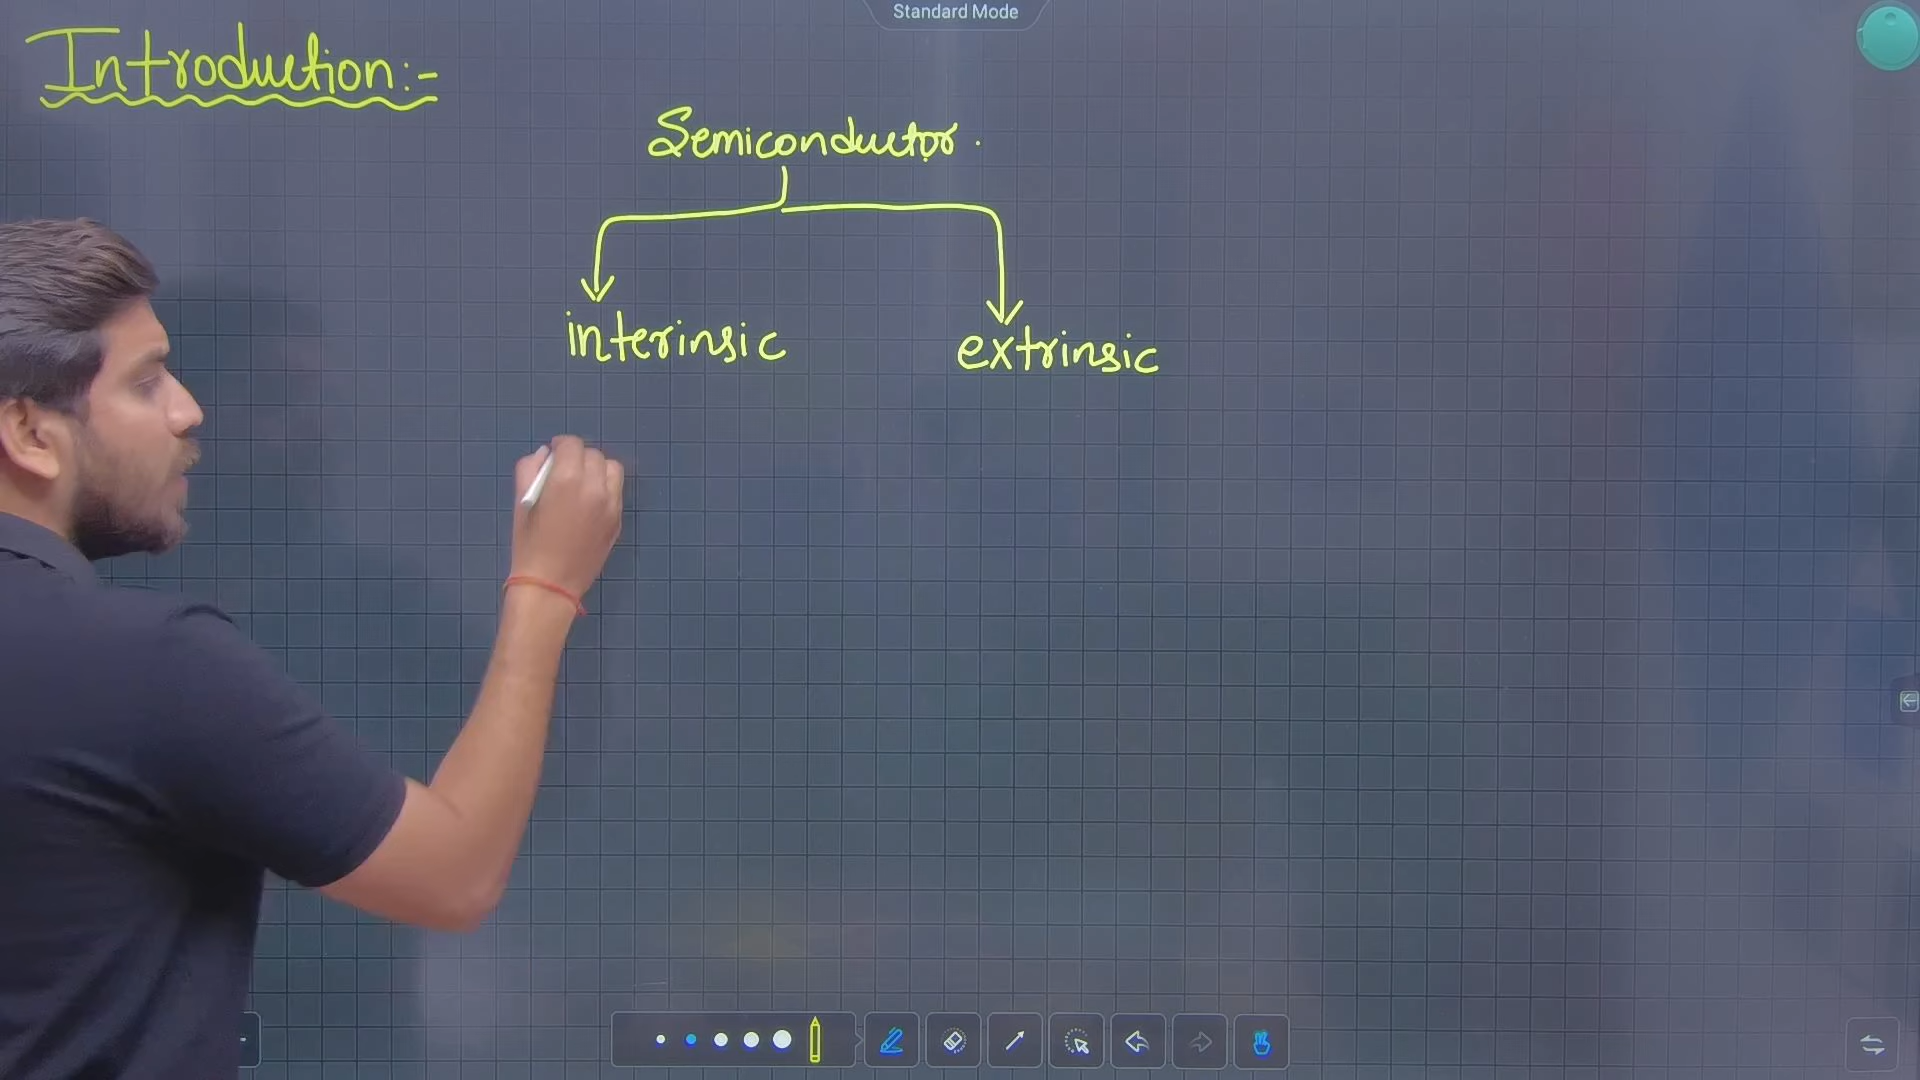 Standard Mode
Introduction:-
Semiconductor.
interinsic
extrinsic